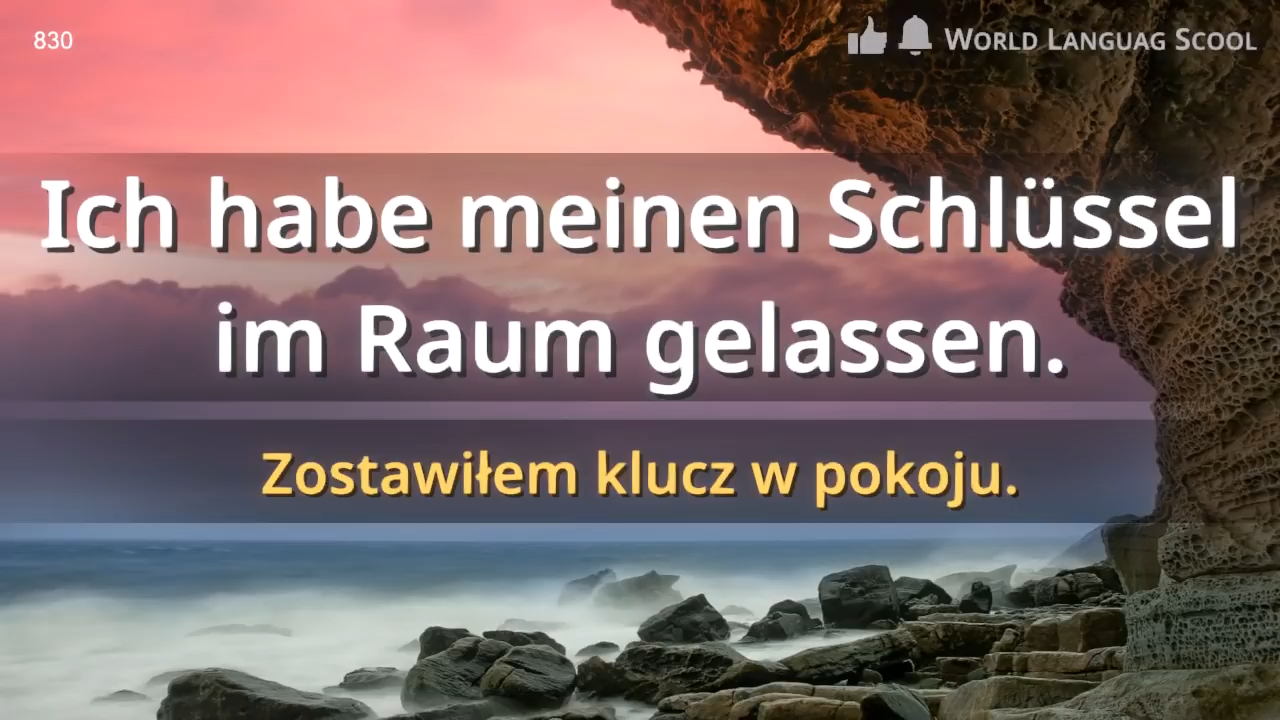 830
WORLD LANGUAG SCOOL
Ich habe meinen Schlüssel
im Raum gelassen.
Zostawiłem klucz w pokoju.